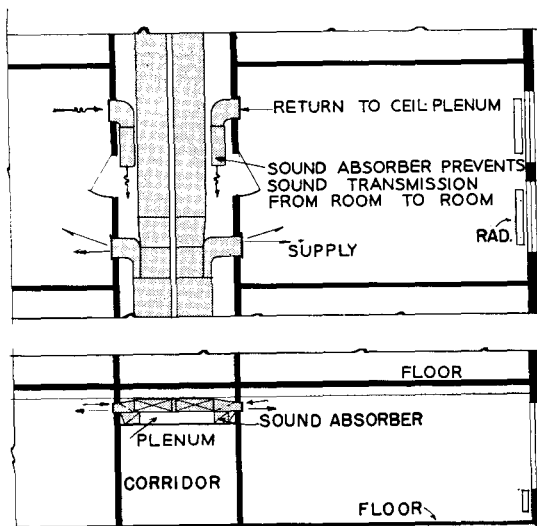 RETURN TO CEIL·PLENUM
SOUND ABSORBER PREVENTS
SOUND TRANSMISSION
FROM ROOM TO ROOM
RAD.
SUPPLY
FLOOR
SOUND ABSORBER
PLENUM
CORRIDOR
FLOOR